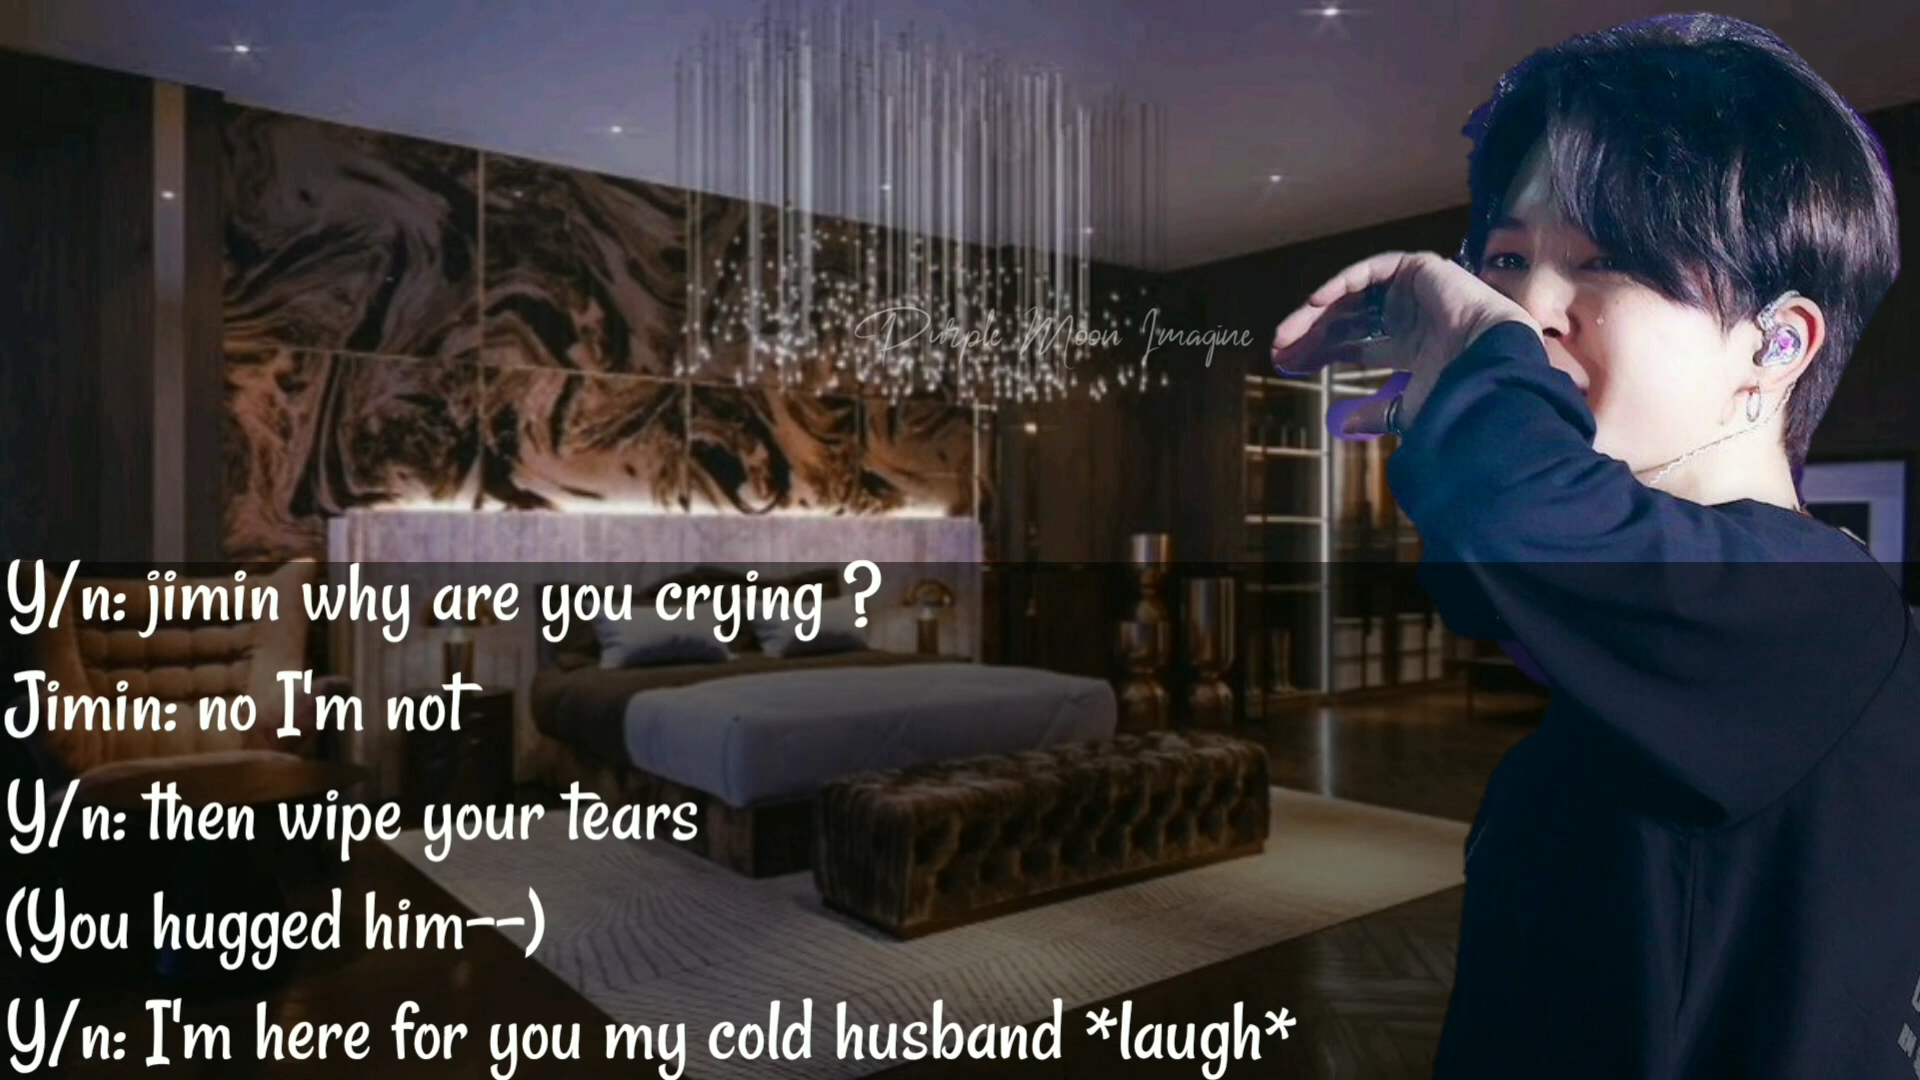 Purple Moon Imagine
Y/n: jimin why are you crying ?
Jimin: no I'm not
Y/n: then wipe your tears
(You hugged him--)
Y/n: I'm here for you my cold husband *laugh*